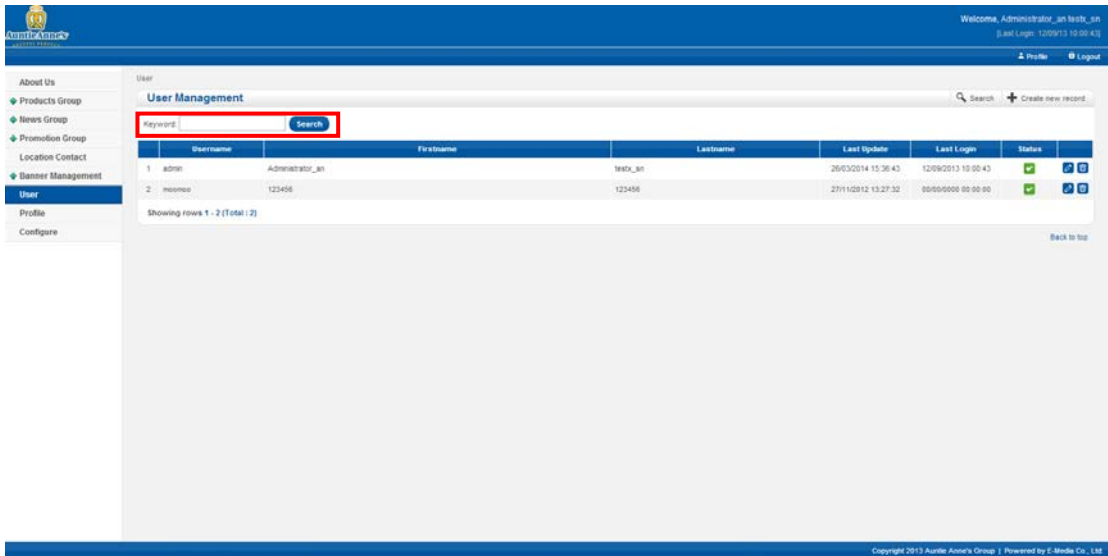 Auntie Anne's
Welcome, Administrator_an testx_sn
[Last Login: 12/09/13 10:00:43]
Profile Logout
About Us
Products Group
News Group
Promotion Group
Location Contact
Banner Management
User
Profile
Configure
User
User Management
Search Create new record
Keyword: Search
Username Firstname Lastname Last Update Last Login Status
1 admin Administrator_an testx_sn 26/03/2014 15:36:43 12/09/2013 10:00:43
2 moomoo 123456 123456 27/11/2012 13:27:32 00/00/0000 00:00:00
Showing rows 1 - 2 (Total : 2)
Back to top
Copyright 2013 Auntie Anne's Group | Powered by E-Media Co., Ltd.